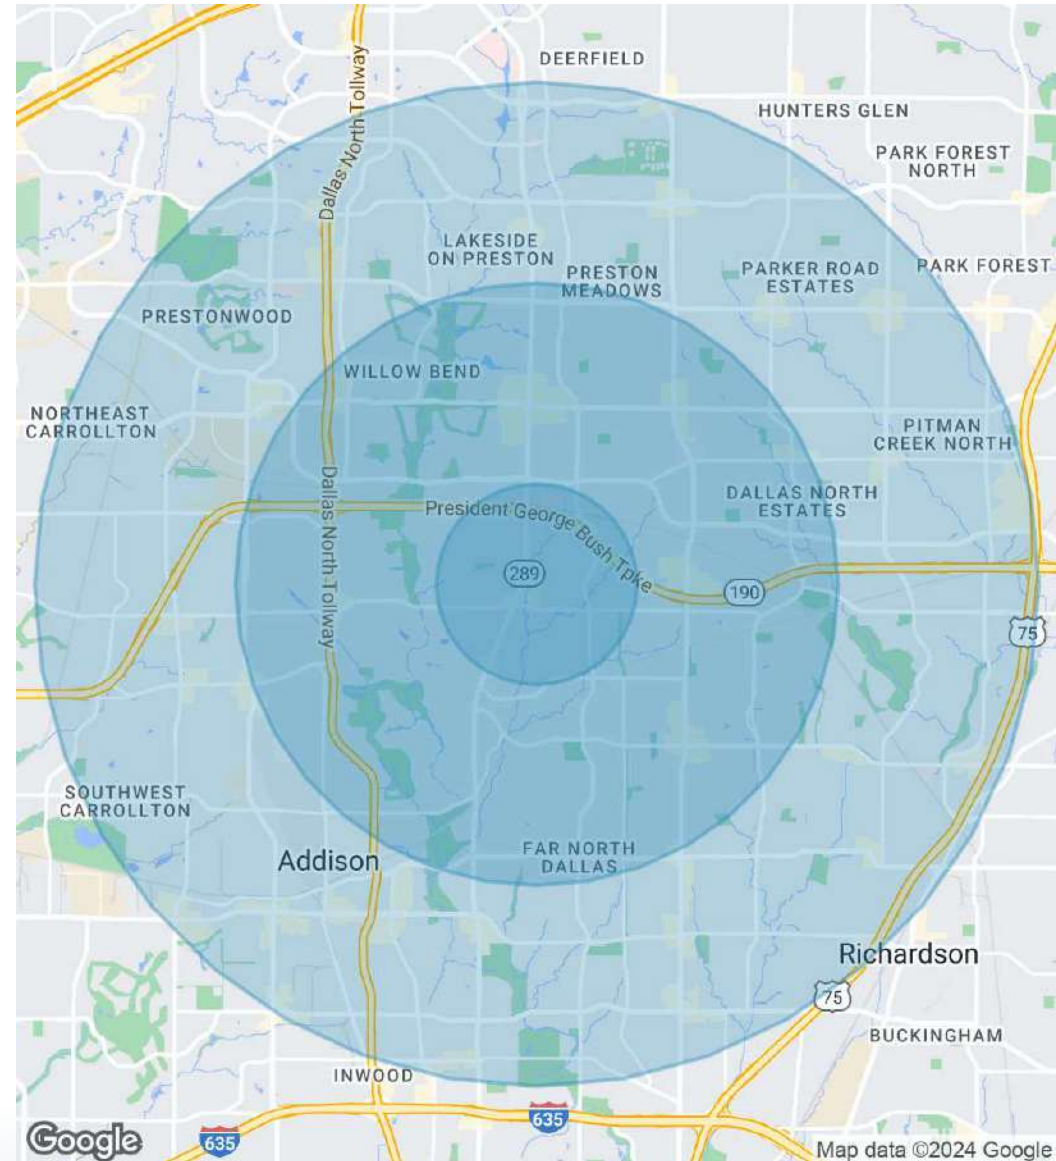 DEERFIELD
HUNTERS GLEN
Dallas North Tollway
PARK FOREST
NORTH
LAKESIDE
ON PRESTON
PRESTON
MEADOWS
PARKER ROAD
ESTATES
PARK FOREST
PRESTONWOOD
WILLOW BEND
NORTHEAST
CARROLLTON
PITMAN
CREEK NORTH
Dallas North Tollway
President George Bush Tpke
DALLAS NORTH
ESTATES
289
190
75
SOUTHWEST
CARROLLTON
Addison
FAR NORTH
DALLAS
Richardson
75
BUCKINGHAM
INWOOD
635
635
Google
Map data ©2024 Google